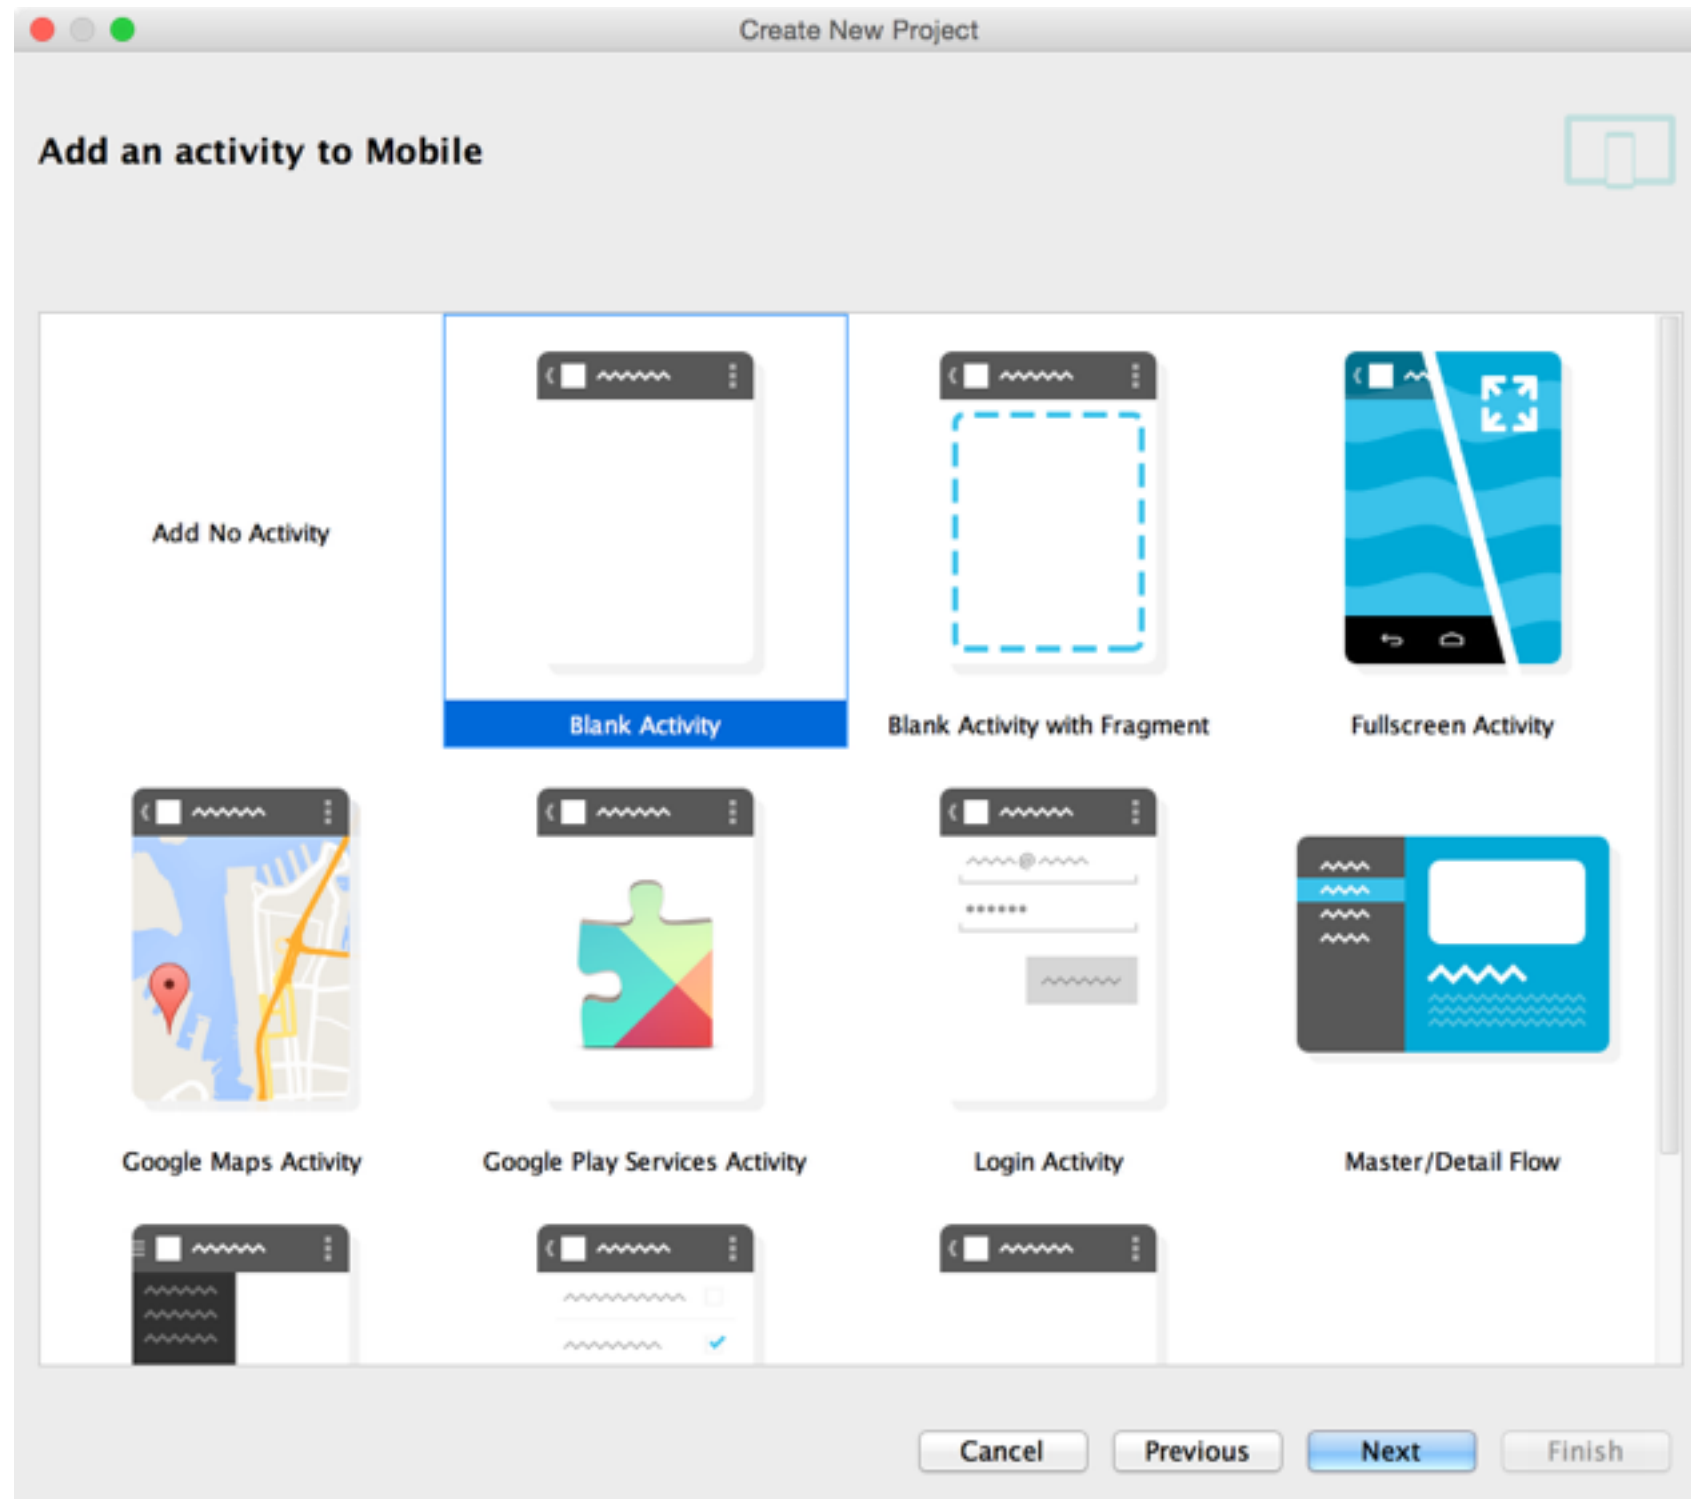 Create New Project
Add an activity to Mobile
Add No Activity
Blank Activity
Blank Activity with Fragment
Fullscreen Activity
Google Maps Activity
Google Play Services Activity
Login Activity
Master/Detail Flow
Cancel
Previous
Next
Finish